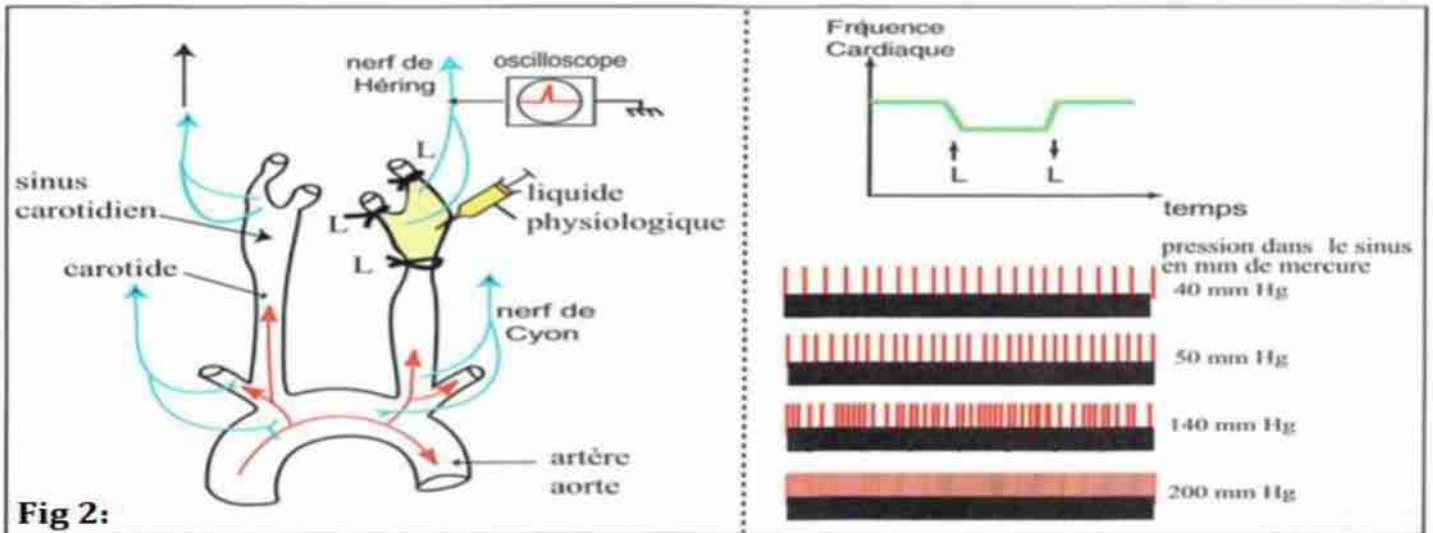 nerf de
Héring
oscilloscope
L
sinus
carotidien
L
liquide
physiologique
L
carotide
nerf de
Cyon
artère
aorte
Fig 2:
Fréquence
Cardiaque
L
L
temps
pression dans le sinus
en mm de mercure
40 mm Hg
50 mm Hg
140 mm Hg
200 mm Hg